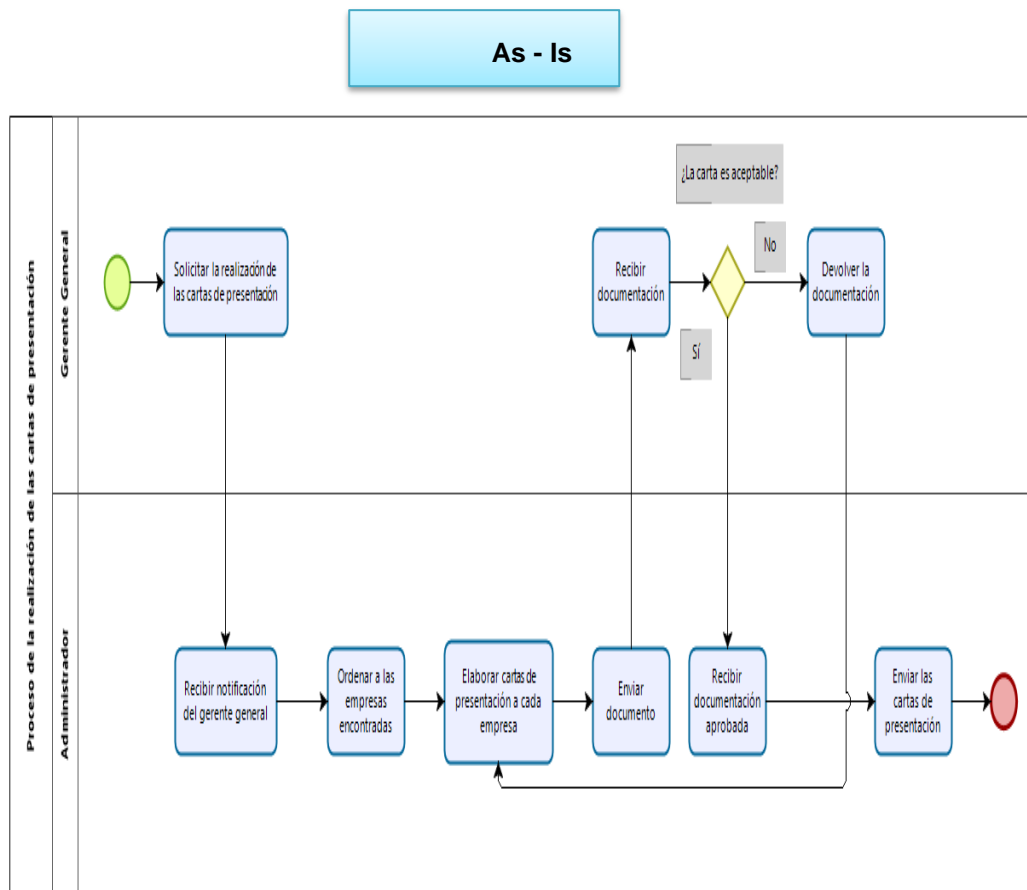 As - Is
Proceso de la realización de las cartas de presentación
Gerente General
Solicitar la realización de
las cartas de presentación
Recibir
documentación
¿La carta es aceptable?
No
Sí
Devolver la
documentación
Administrador
Recibir notificación
del gerente general
Ordenar a las
empresas
encontradas
Elaborar cartas de
presentación a cada
empresa
Enviar
documento
Recibir
documentación
aprobada
Enviar las
cartas de
presentación